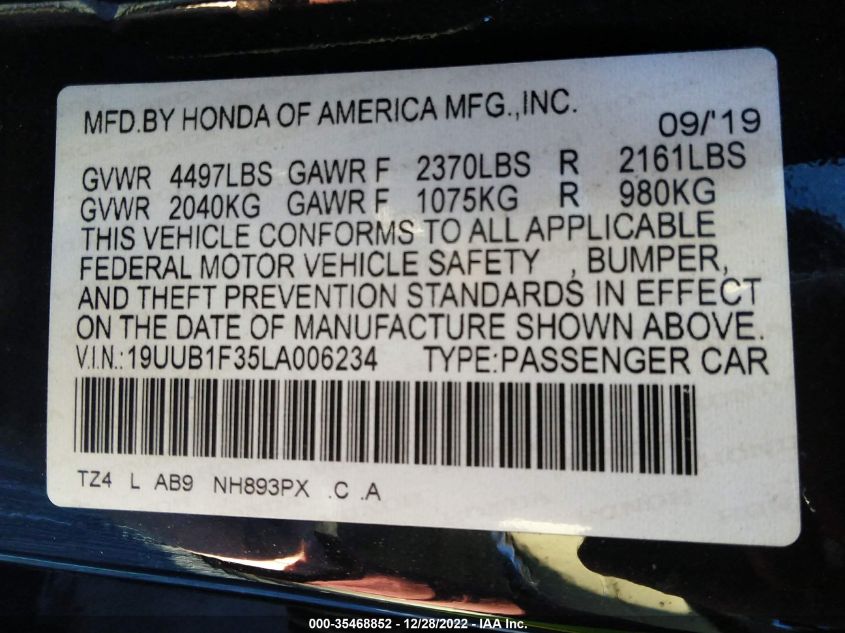 MFD.BY HONDA OF AMERICA MFG.,INC.
09/'19
GVWR 4497LBS GAWR F 2370LBS R 2161LBS
GVWR 2040KG GAWR F 1075KG R 980KG
THIS VEHICLE CONFORMS TO ALL APPLICABLE
FEDERAL MOTOR VEHICLE SAFETY , BUMPER,
AND THEFT PREVENTION STANDARDS IN EFFECT
ON THE DATE OF MANUFACTURE SHOWN ABOVE.
V.I.N.:19UUB1F35LA006234 TYPE:PASSENGER CAR
TZ4 L AB9 NH893PX .C .A
000-35468852 - 12/28/2022 - IAA Inc.